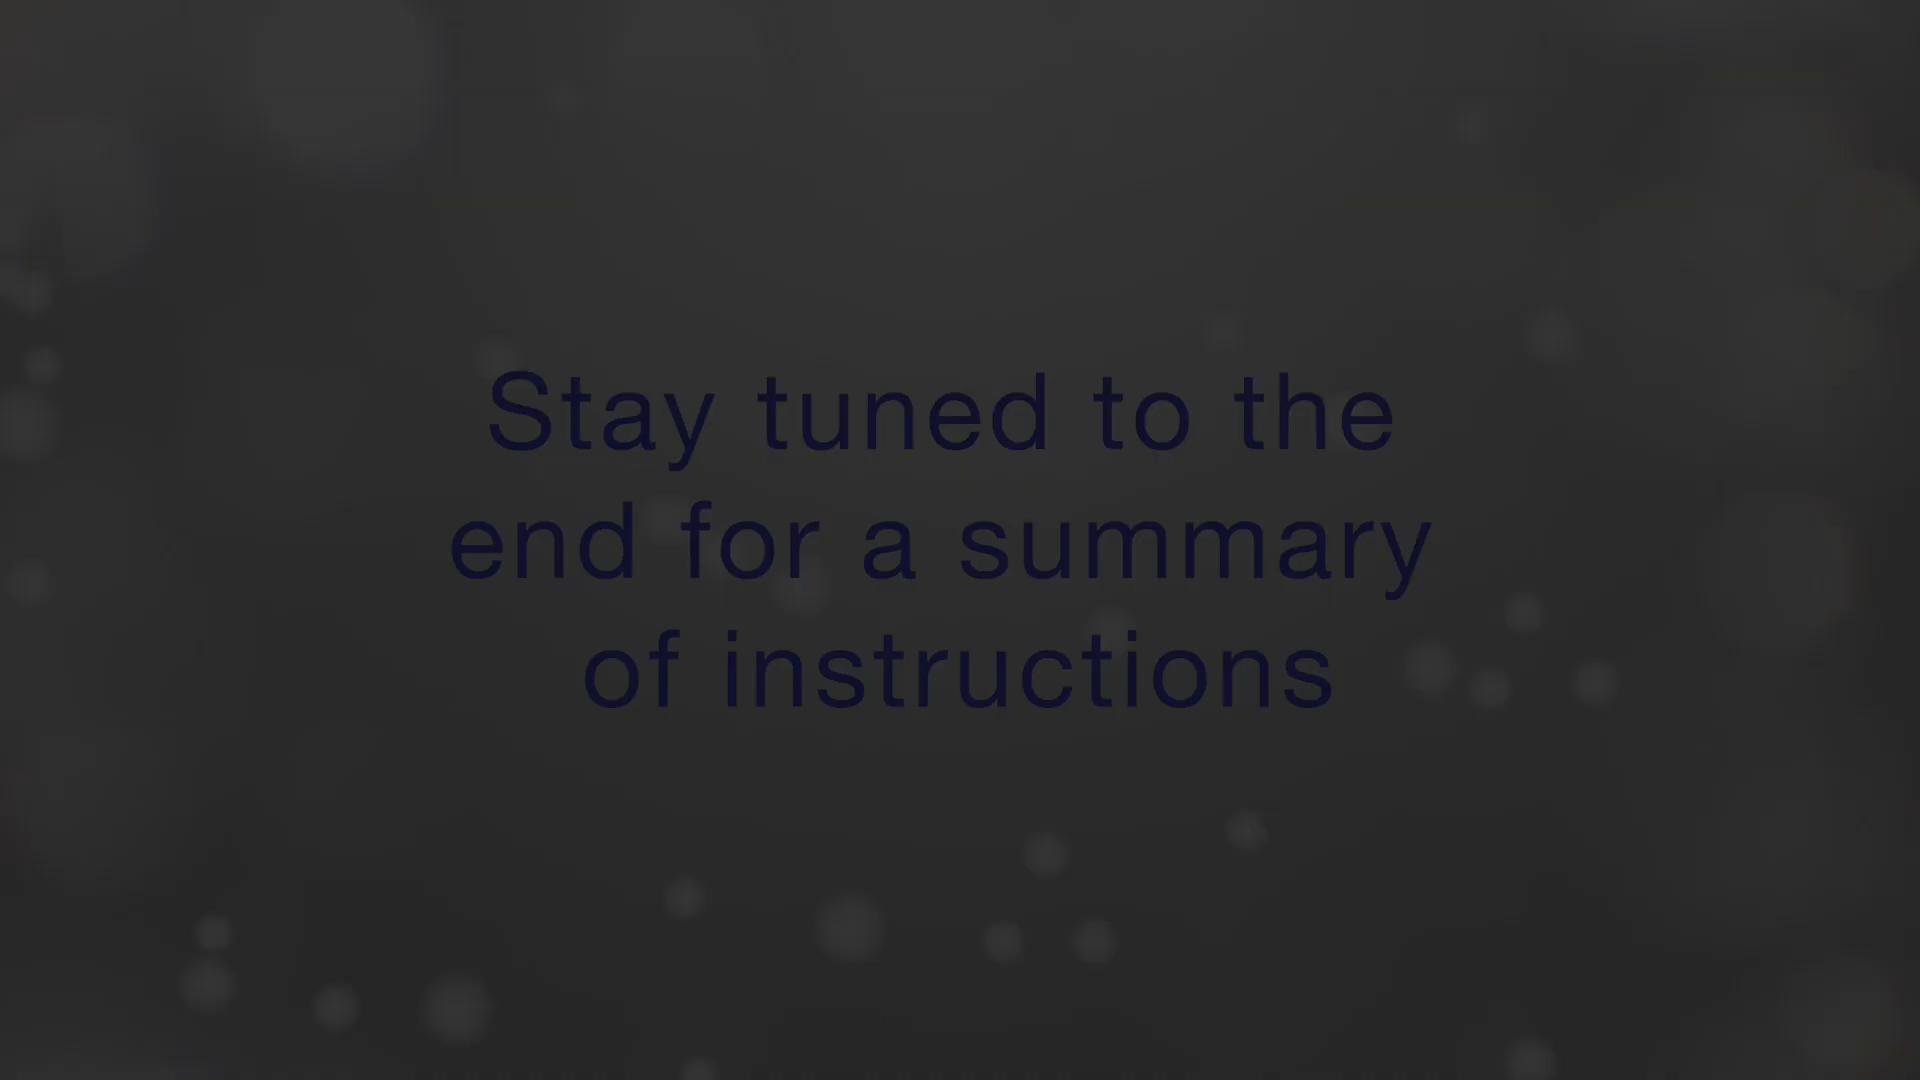 Stay tuned to the
end for a summary
of instructions